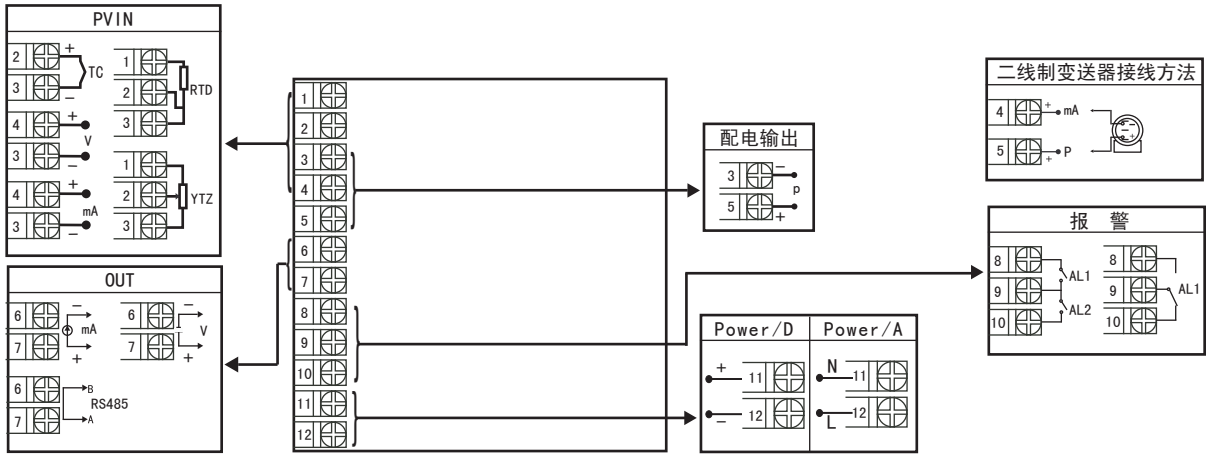 PVIN
2 + TC
3 -
1 RTD
2
3
4 + V
3 -
4 + mA
3 -
1 YTZ
2
3
OUT
6 - mA
7 +
6 - V
7 +
6 B RS485
7 A
1
2
3
4
5
6
7
8
9
10
11
12
配电输出
3 - p
5 +
Power/D
+ 11
- 12
Power/A
N 11
L 12
二线制变送器接线方法
4 + mA -
5 + P - +
报 警
8 AL1
9
10 AL2
8 AL1
9
10